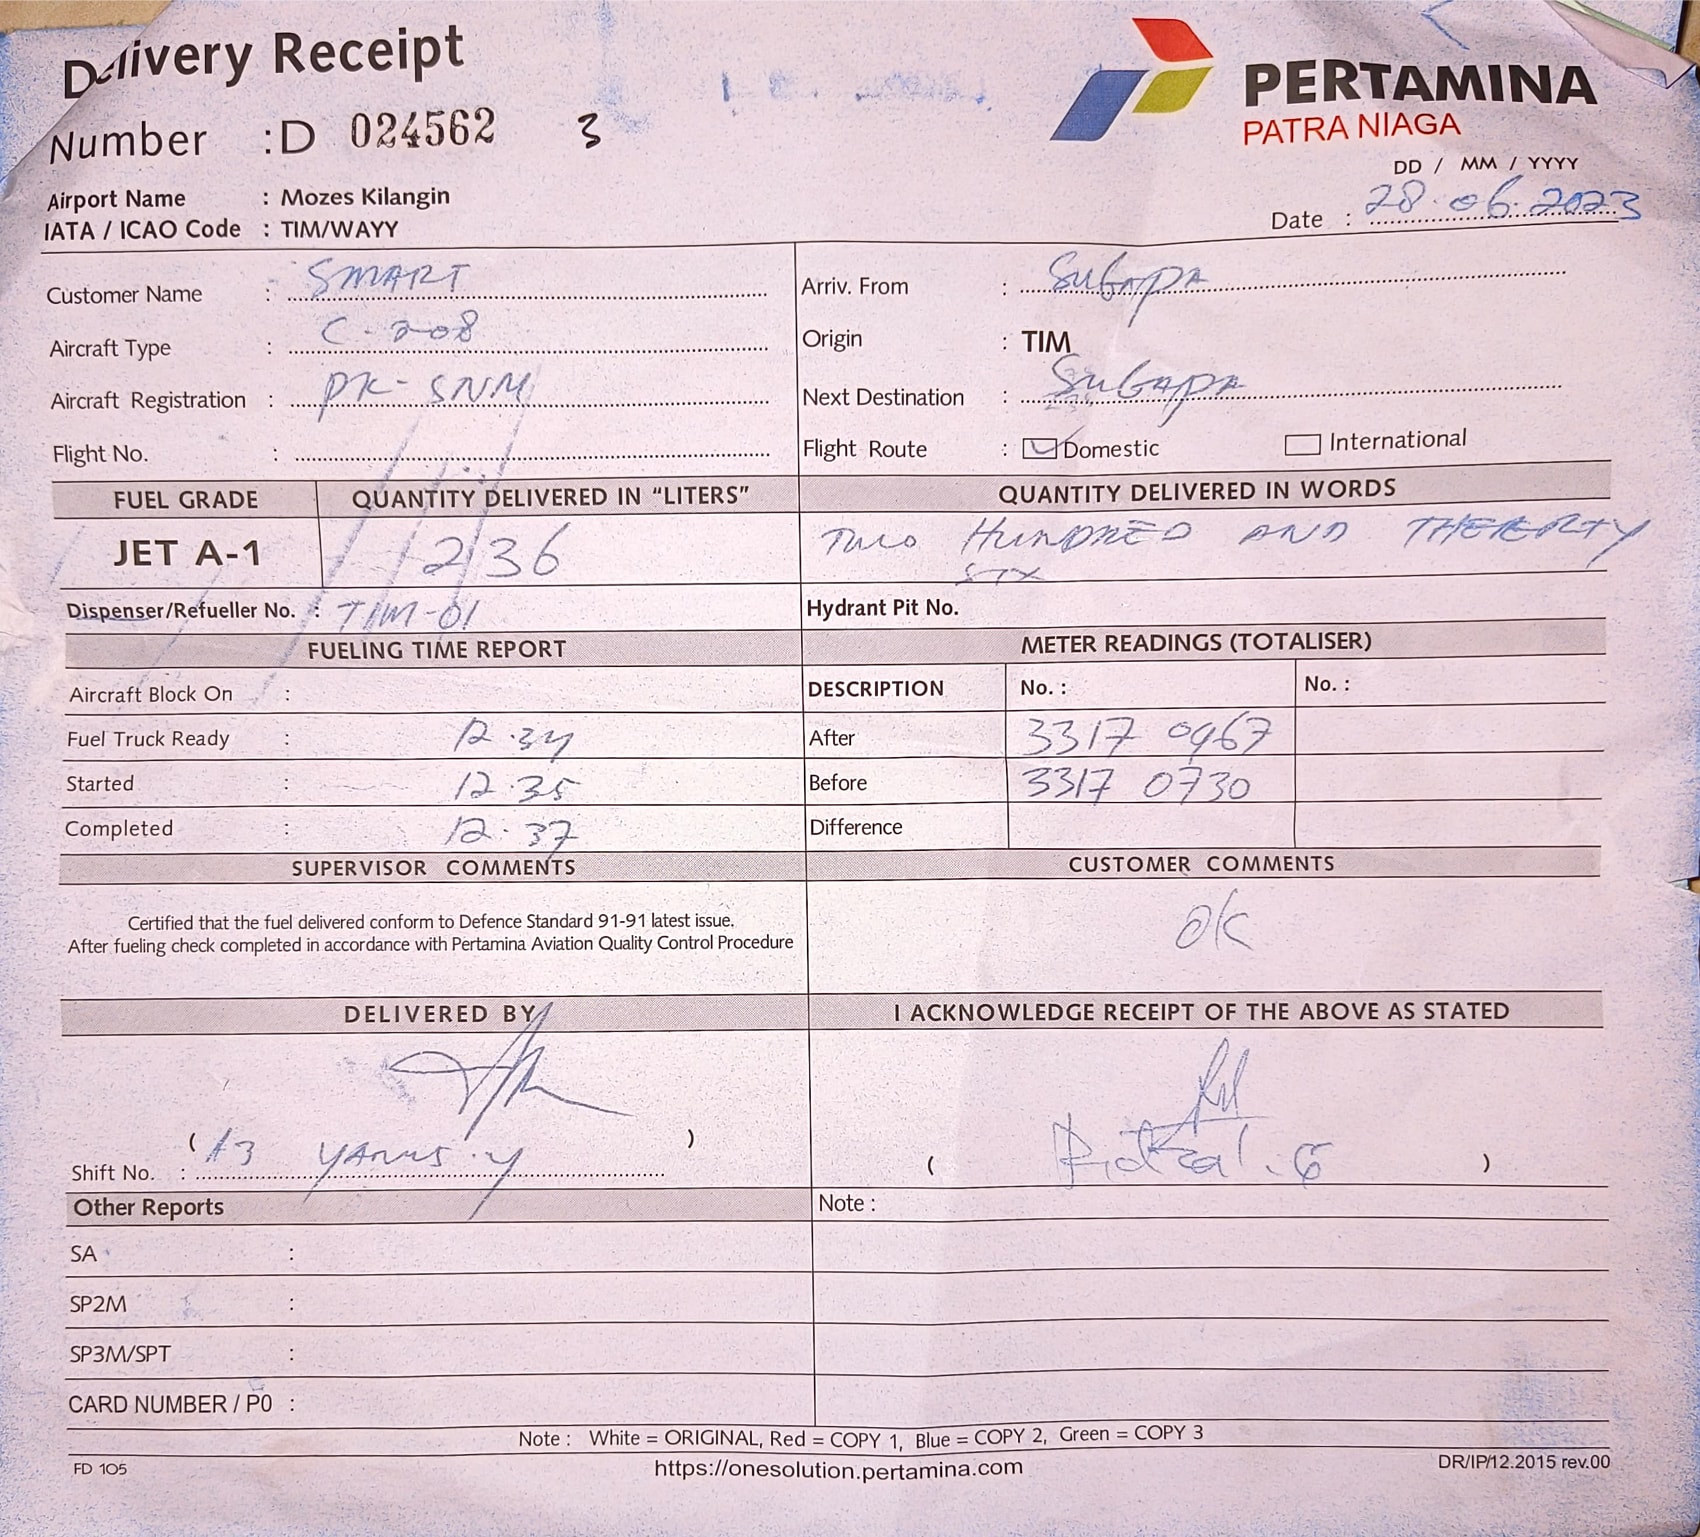 Delivery Receipt
PERTAMINA
PATRA NIAGA
Number : D 024562 3
DD / MM / YYYY
Date : 28.06.2023
Airport Name : Mozes Kilangin
IATA / ICAO Code : TIM/WAYY
Customer Name : SMART
Arriv. From : SUGAPA
Aircraft Type : C-208
Origin : TIM
Aircraft Registration : PK-SNM
Next Destination : SUGAPA
Flight No. :
Flight Route : Domestic International
FUEL GRADE QUANTITY DELIVERED IN "LITERS" QUANTITY DELIVERED IN WORDS
JET A-1 236 TWO HUNDRED AND THEERTY
SIX
Dispenser/Refueller No. : TIM-01 Hydrant Pit No.
FUELING TIME REPORT METER READINGS (TOTALISER)
Aircraft Block On : DESCRIPTION No. : No. :
Fuel Truck Ready : 12.34 After 3317 0967
Started : 12.35 Before 3317 0730
Completed : 12.37 Difference
SUPERVISOR COMMENTS CUSTOMER COMMENTS
Certified that the fuel delivered conform to Defence Standard 91-91 latest issue.
After fueling check completed in accordance with Pertamina Aviation Quality Control Procedure
OK
DELIVERED BY I ACKNOWLEDGE RECEIPT OF THE ABOVE AS STATED
( )
Shift No. : YANUS.Y
( )
Other Reports Note :
SA :
SP2M :
SP3M/SPT :
CARD NUMBER / P0 :
Note : White = ORIGINAL, Red = COPY 1, Blue = COPY 2, Green = COPY 3
FD 105 https://onesolution.pertamina.com DR/IP/12.2015 rev.00